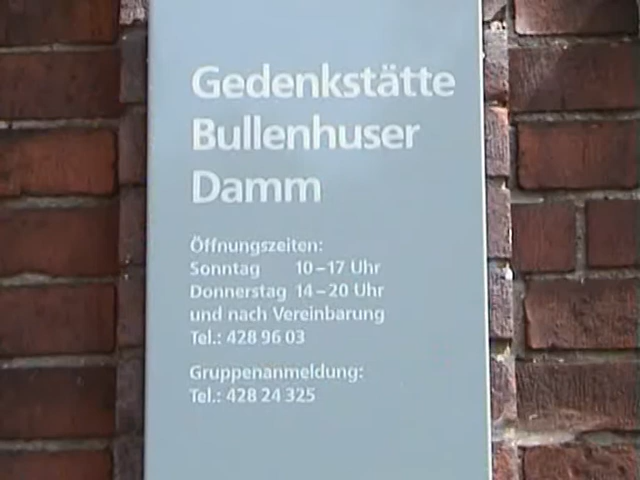 Gedenkstätte
Bullenhuser
Damm
Öffnungszeiten:
Sonntag 10–17 Uhr
Donnerstag 14–20 Uhr
und nach Vereinbarung
Tel.: 428 96 03
Gruppenanmeldung:
Tel.: 428 24 325